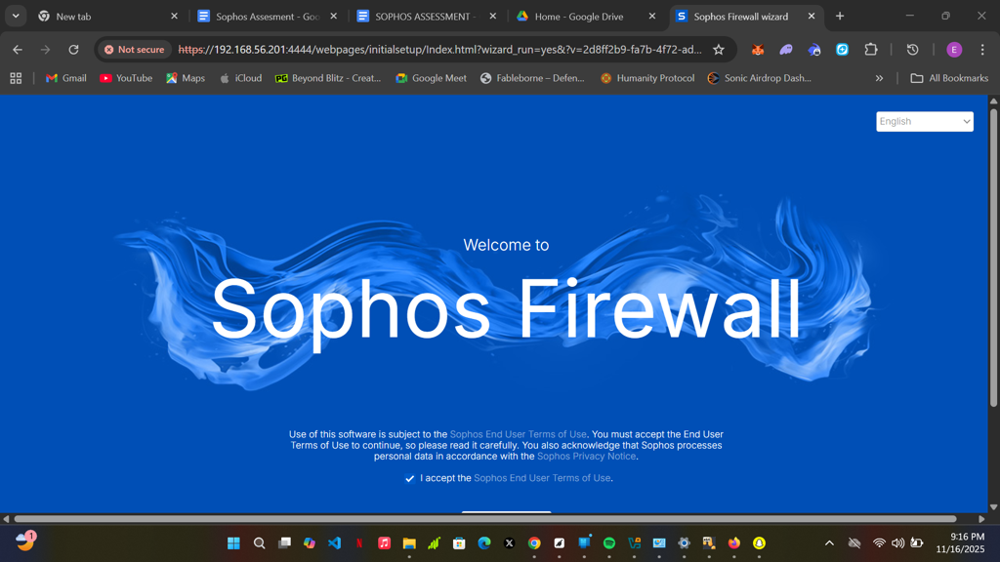 New tab
Sophos Assesment - Goo
SOPHOS ASSESSMENT -
Home - Google Drive
Sophos Firewall wizard
Not secure
https://192.168.56.201:4444/webpages/initialsetup/Index.html?wizard_run=yes&?v=2d8ff2b9-fa7b-4f72-ad...
E
Gmail
YouTube
Maps
iCloud
PG Beyond Blitz - Creat...
Google Meet
Fableborne – Defen...
Humanity Protocol
Sonic Airdrop Dash...
All Bookmarks
English
Welcome to
Sophos Firewall
Use of this software is subject to the Sophos End User Terms of Use. You must accept the End User
Terms of Use to continue, so please read it carefully. You also acknowledge that Sophos processes
personal data in accordance with the Sophos Privacy Notice.
I accept the Sophos End User Terms of Use.
1
9:16 PM
11/16/2025